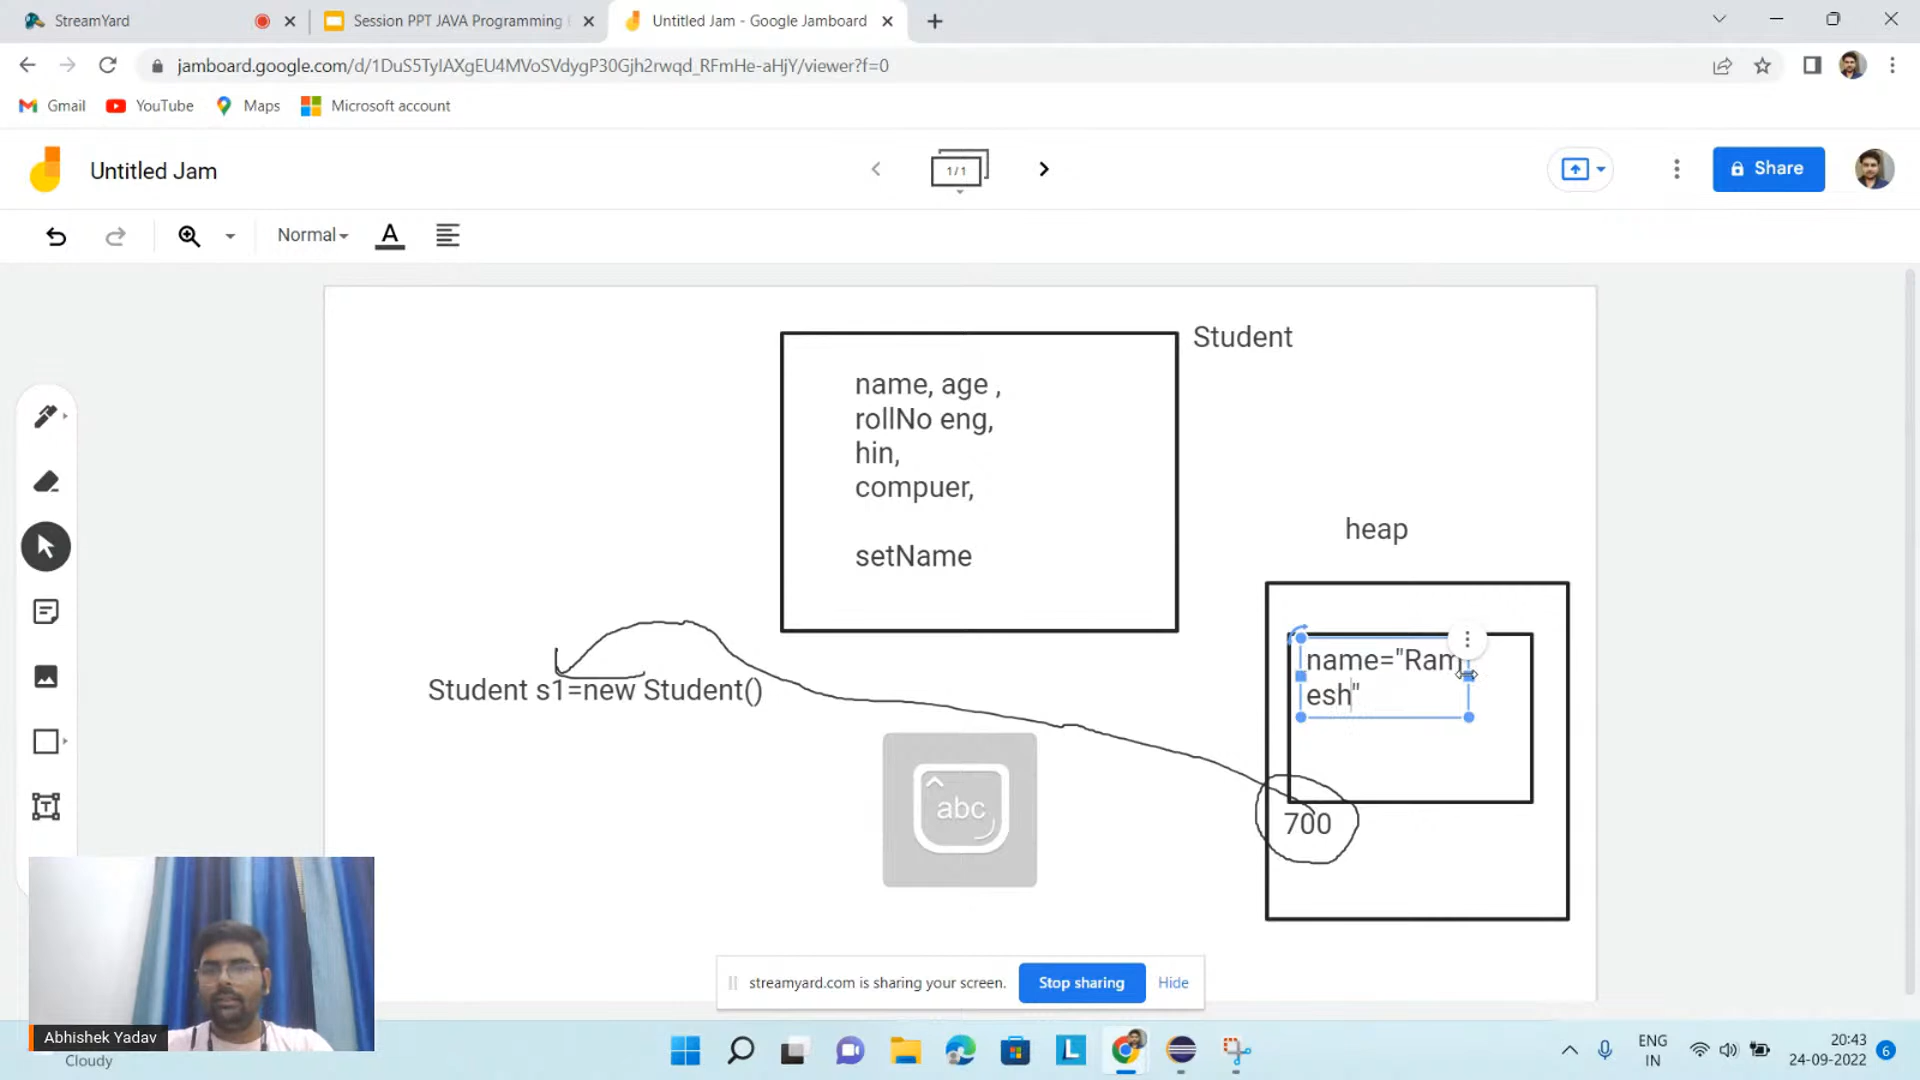 StreamYard
Session PPT JAVA Programming
Untitled Jam - Google Jamboard
jamboard.google.com/d/1DuS5TylAXgEU4MVoSVdygP30Gjh2rwqd_RFmHe-aHjY/viewer?f=0
Gmail
YouTube
Maps
Microsoft account
Untitled Jam
1/1
Share
Normal
A
Student
name, age ,
rollNo eng,
hin,
compuer,
setName
heap
name="Ram
esh"
Student s1=new Student()
abc
700
streamyard.com is sharing your screen.
Stop sharing
Hide
Abhishek Yadav
Cloudy
L
ENG
IN
20:43
24-09-2022
6